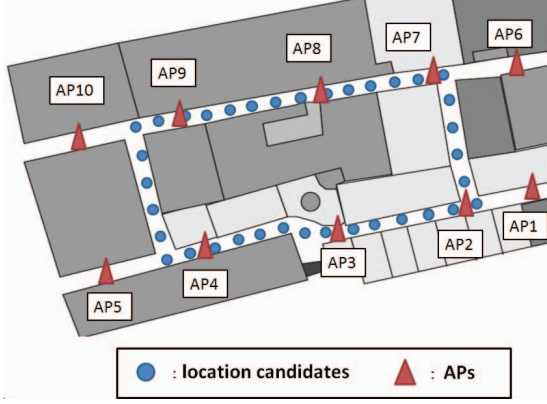 AP6
AP7
AP8
AP9
AP10
AP1
AP2
AP3
AP4
AP5
: location candidates
: APs